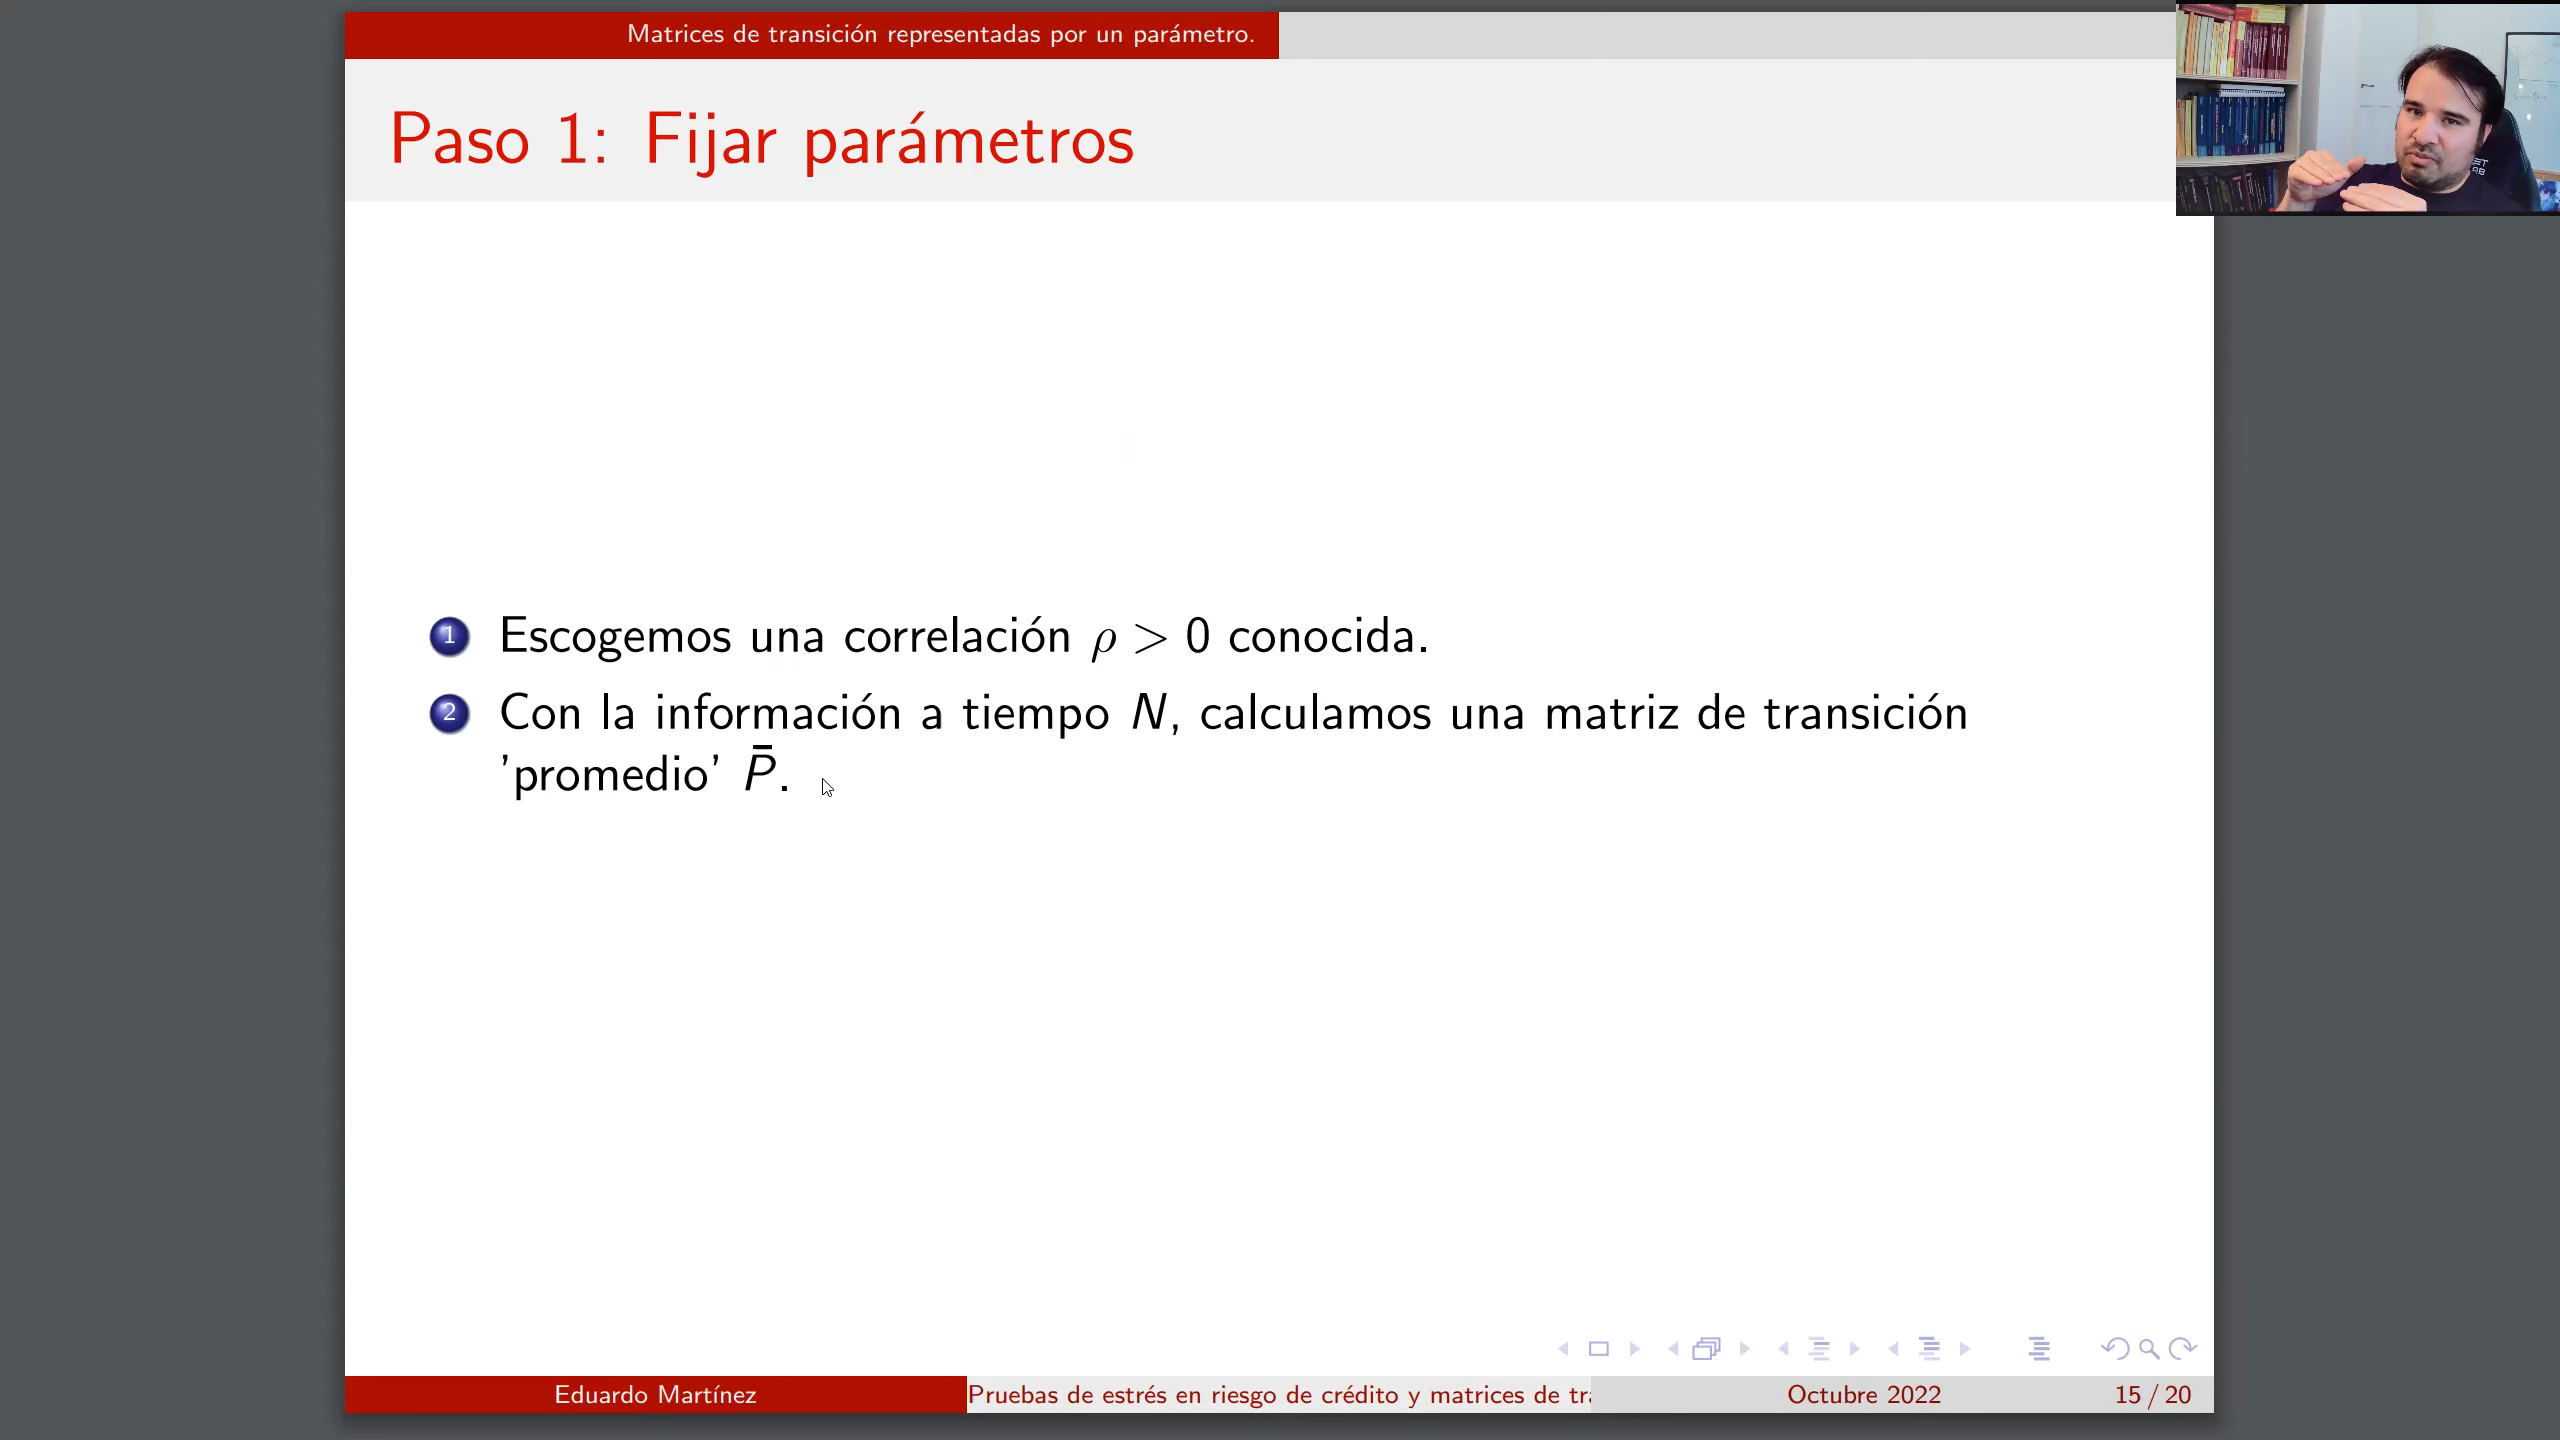 Matrices de transición representadas por un parámetro.
Paso 1: Fijar parámetros
1 Escogemos una correlación ρ > 0 conocida.
2 Con la información a tiempo N, calculamos una matriz de transición
'promedio' P̄.
Eduardo Martínez
Pruebas de estrés en riesgo de crédito y matrices de tra
Octubre 2022
15 / 20